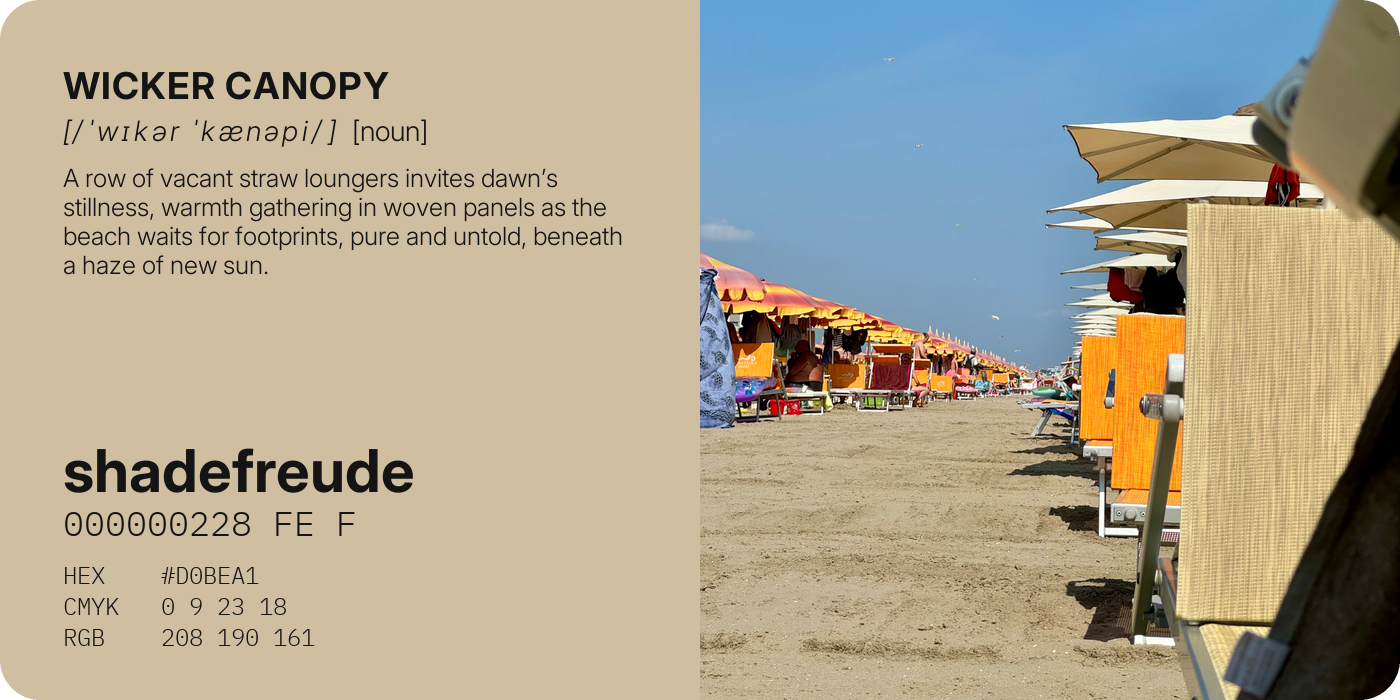 WICKER CANOPY
[/ˈwɪkər ˈkænəpi/] [noun]
A row of vacant straw loungers invites dawn’s
stillness, warmth gathering in woven panels as the
beach waits for footprints, pure and untold, beneath
a haze of new sun.
shadefreude
000000228 FE F
HEX #D0BEA1
CMYK 0 9 23 18
RGB 208 190 161